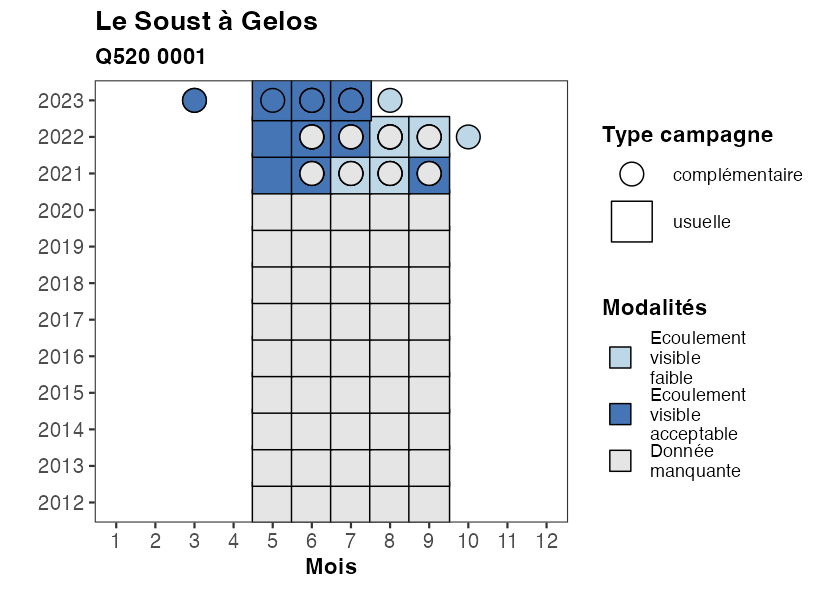 Le Soust à Gelos
Q520 0001
2023
2022
2021
2020
2019
2018
2017
2016
2015
2014
2013
2012
1 2 3 4 5 6 7 8 9 10 11 12
Mois
Type campagne
complémentaire
usuelle
Modalités
Ecoulement
visible
faible
Ecoulement
visible
acceptable
Donnée
manquante